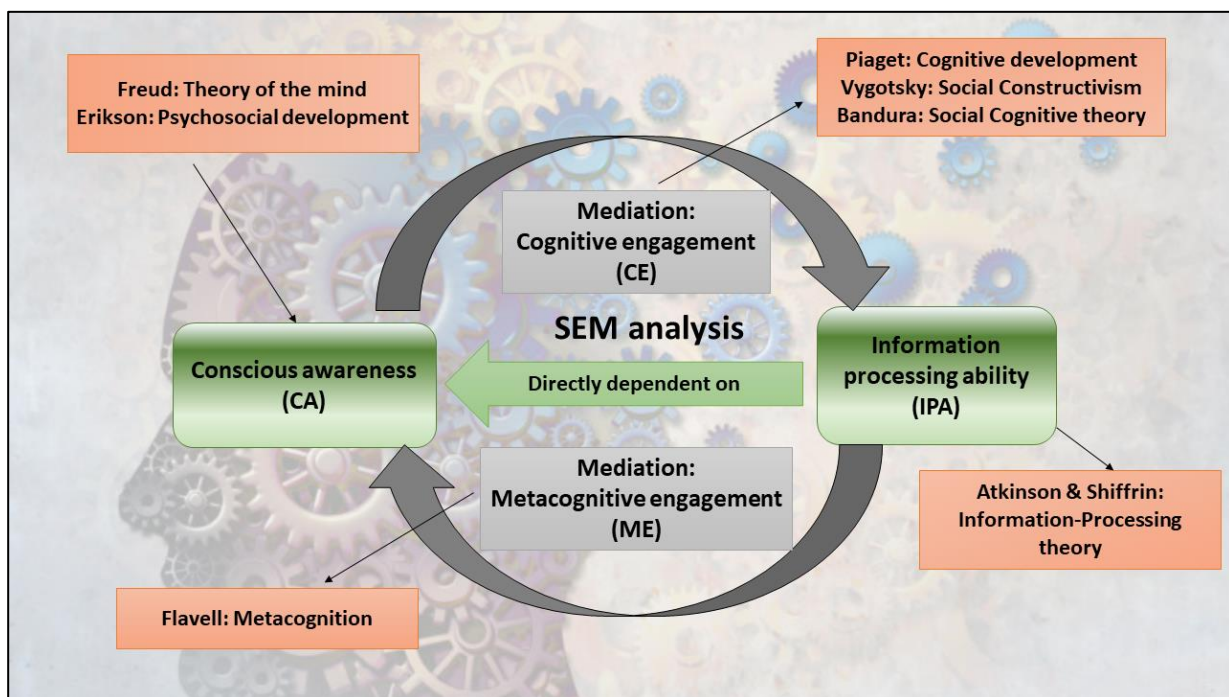 Freud: Theory of the mind
Erikson: Psychosocial development
Piaget: Cognitive development
Vygotsky: Social Constructivism
Bandura: Social Cognitive theory
Mediation:
Cognitive engagement
(CE)
SEM analysis
Conscious awareness
(CA)
Directly dependent on
Information
processing ability
(IPA)
Mediation:
Metacognitive engagement
(ME)
Atkinson & Shiffrin:
Information-Processing
theory
Flavell: Metacognition